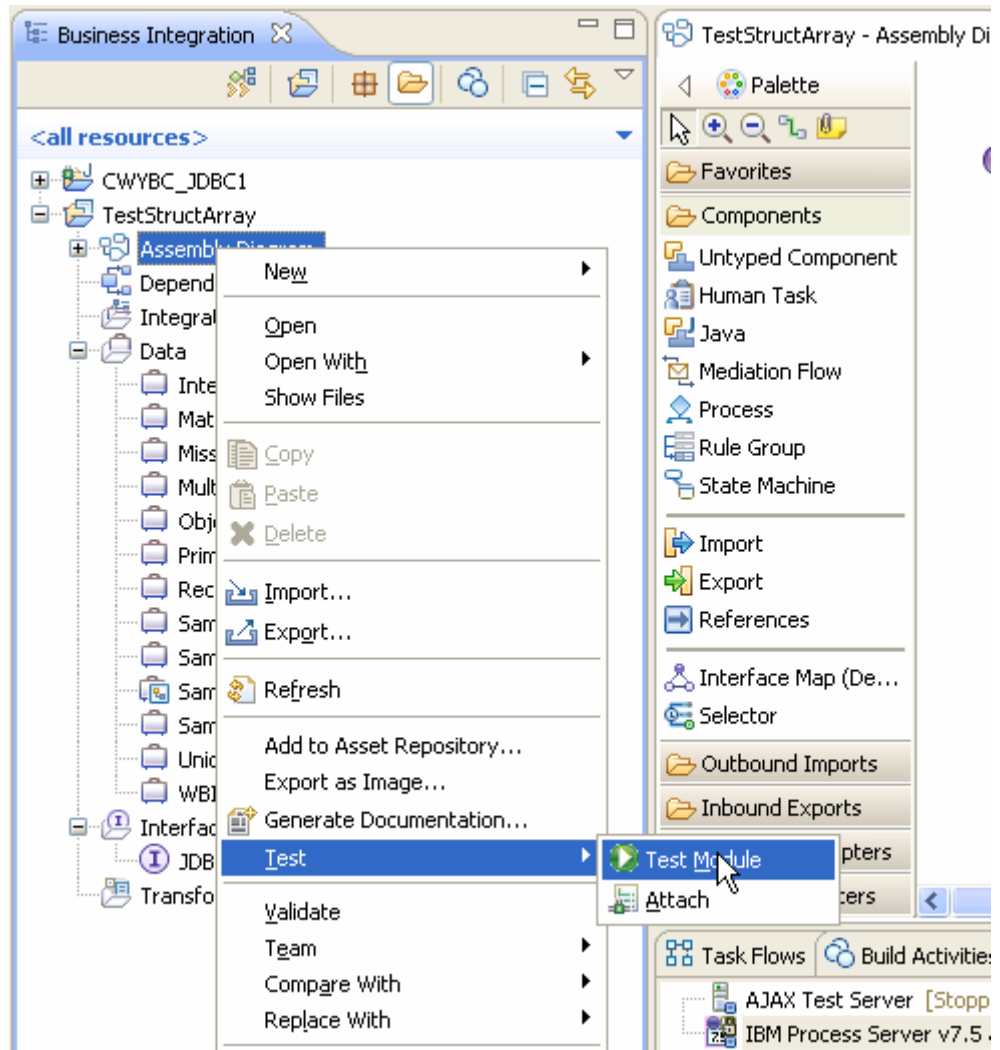 Business Integration
<all resources>
CWYBC_JDBC1
TestStructArray
Assembly Diagram
Depend
Integrat
Data
Inte
Mat
Miss
Mult
Obje
Prim
Rec
Sam
Sam
Sam
Sam
Unic
WBI
Interfac
JDB
Transfo
New
Open
Open With
Show Files
Copy
Paste
Delete
Import...
Export...
Refresh
Add to Asset Repository...
Export as Image...
Generate Documentation...
Test
Validate
Team
Compare With
Replace With
Test Module
Attach
TestStructArray - Assembly Di
Palette
Favorites
Components
Untyped Component
Human Task
Java
Mediation Flow
Process
Rule Group
State Machine
Import
Export
References
Interface Map (De...
Selector
Outbound Imports
Inbound Exports
pters
ters
Task Flows
Build Activities
AJAX Test Server [Stopp
IBM Process Server v7.5